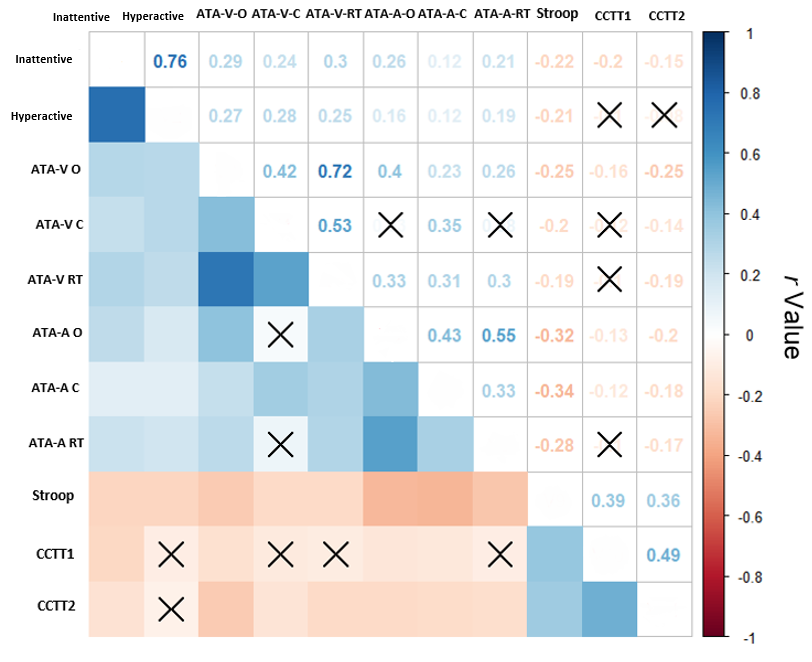 Inattentive Hyperactive ATA-V-O ATA-V-C ATA-V-RT ATA-A-O ATA-A-C ATA-A-RT Stroop CCTT1 CCTT2
Inattentive 0.76 0.29 0.24 0.3 0.26 0.12 0.21 -0.22 -0.2 -0.15
Hyperactive 0.27 0.28 0.25 0.16 0.12 0.19 -0.21
ATA-V O 0.42 0.72 0.4 0.23 0.26 -0.25 -0.16 -0.25
ATA-V C 0.53 0.35 -0.2 -0.14
ATA-V RT 0.33 0.31 0.3 -0.19 -0.19
ATA-A O 0.43 0.55 -0.32 -0.13 -0.2
ATA-A C 0.33 -0.34 -0.12 -0.18
ATA-A RT -0.28 -0.17
Stroop 0.39 0.36
CCTT1 0.49
CCTT2
1
0.8
0.6
0.4
0.2
0
-0.2
-0.4
-0.6
-0.8
-1
r Value